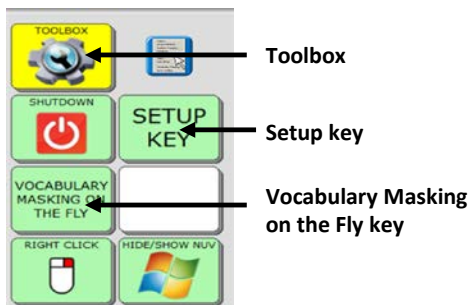 TOOLBOX
Toolbox
SHUTDOWN
SETUP
KEY
Setup key
VOCABULARY
MASKING ON
THE FLY
Vocabulary Masking
on the Fly key
RIGHT CLICK
HIDE/SHOW NUV